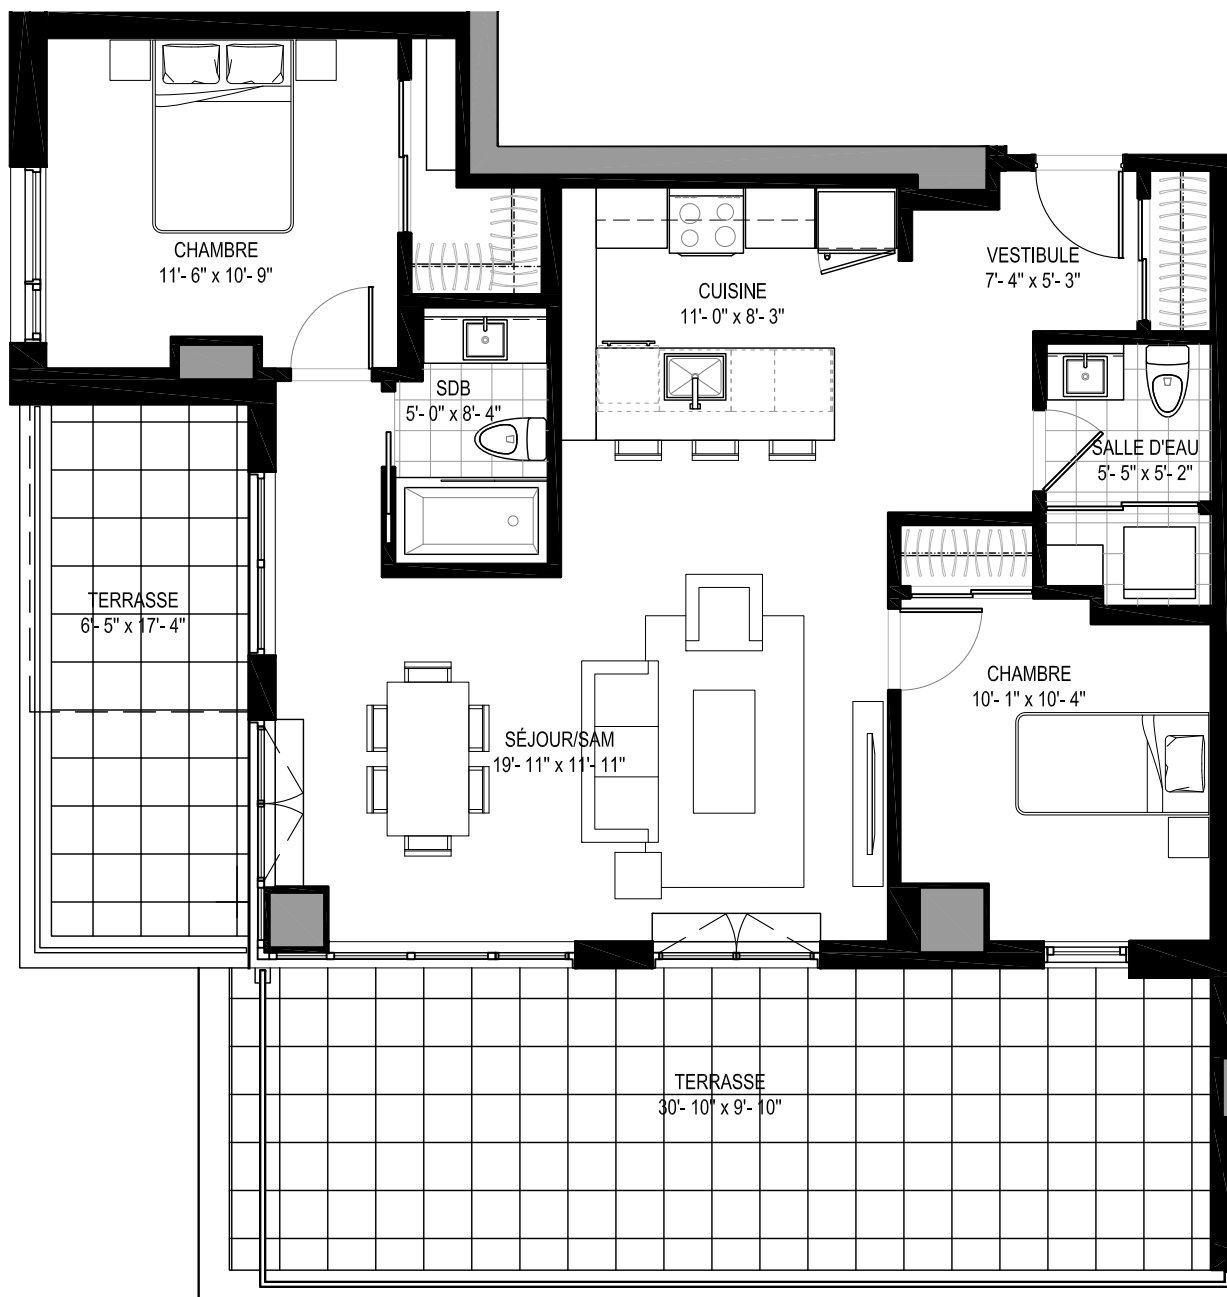 CHAMBRE
11'- 6" x 10'- 9"
VESTIBULE
7'- 4" x 5'- 3"
CUISINE
11'- 0" x 8'- 3"
SDB
5'- 0" x 8'- 4"
SALLE D'EAU
5'- 5" x 5'- 2"
TERRASSE
6'- 5" x 17'- 4"
CHAMBRE
10'- 1" x 10'- 4"
SÉJOUR/SAM
19'- 11" x 11'- 11"
TERRASSE
30'- 10" x 9'- 10"